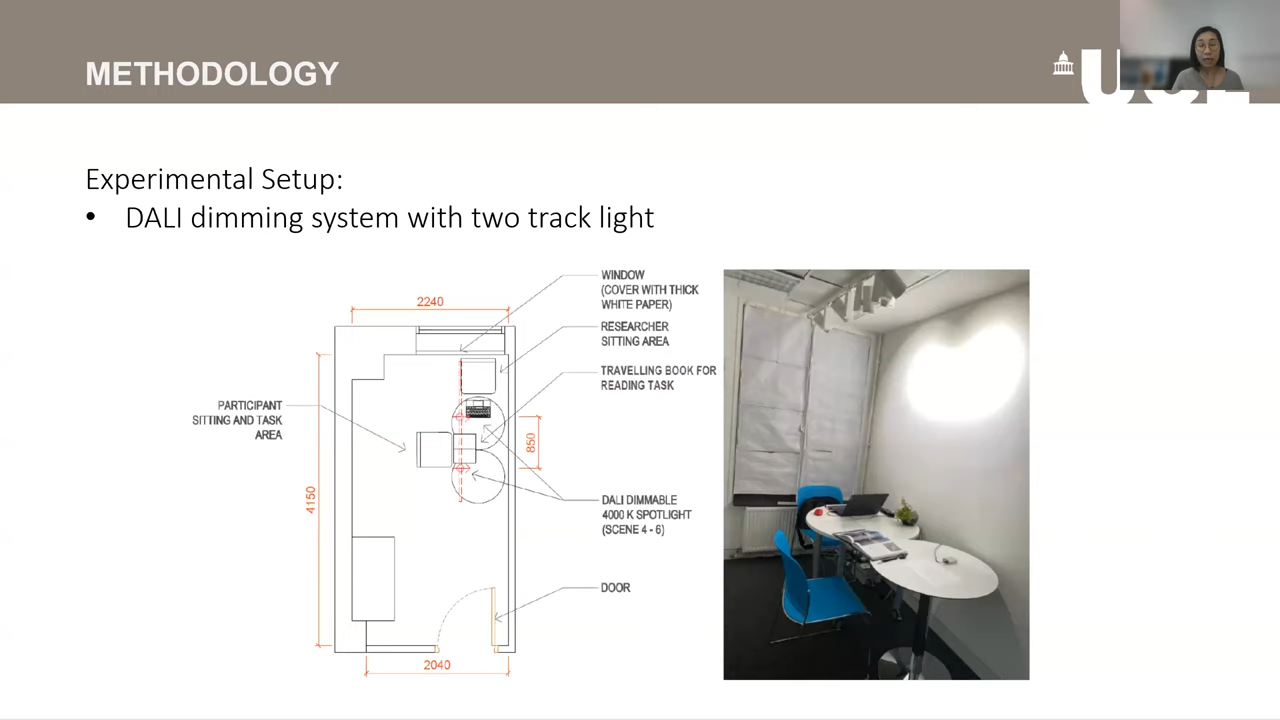 METHODOLOGY
Experimental Setup:
• DALI dimming system with two track light
WINDOW
(COVER WITH THICK
WHITE PAPER)
RESEARCHER
SITTING AREA
TRAVELLING BOOK FOR
READING TASK
PARTICIPANT
SITTING AND TASK
AREA
DALI DIMMABLE
4000 K SPOTLIGHT
(SCENE 4 - 6)
DOOR
2240
850
4150
2040